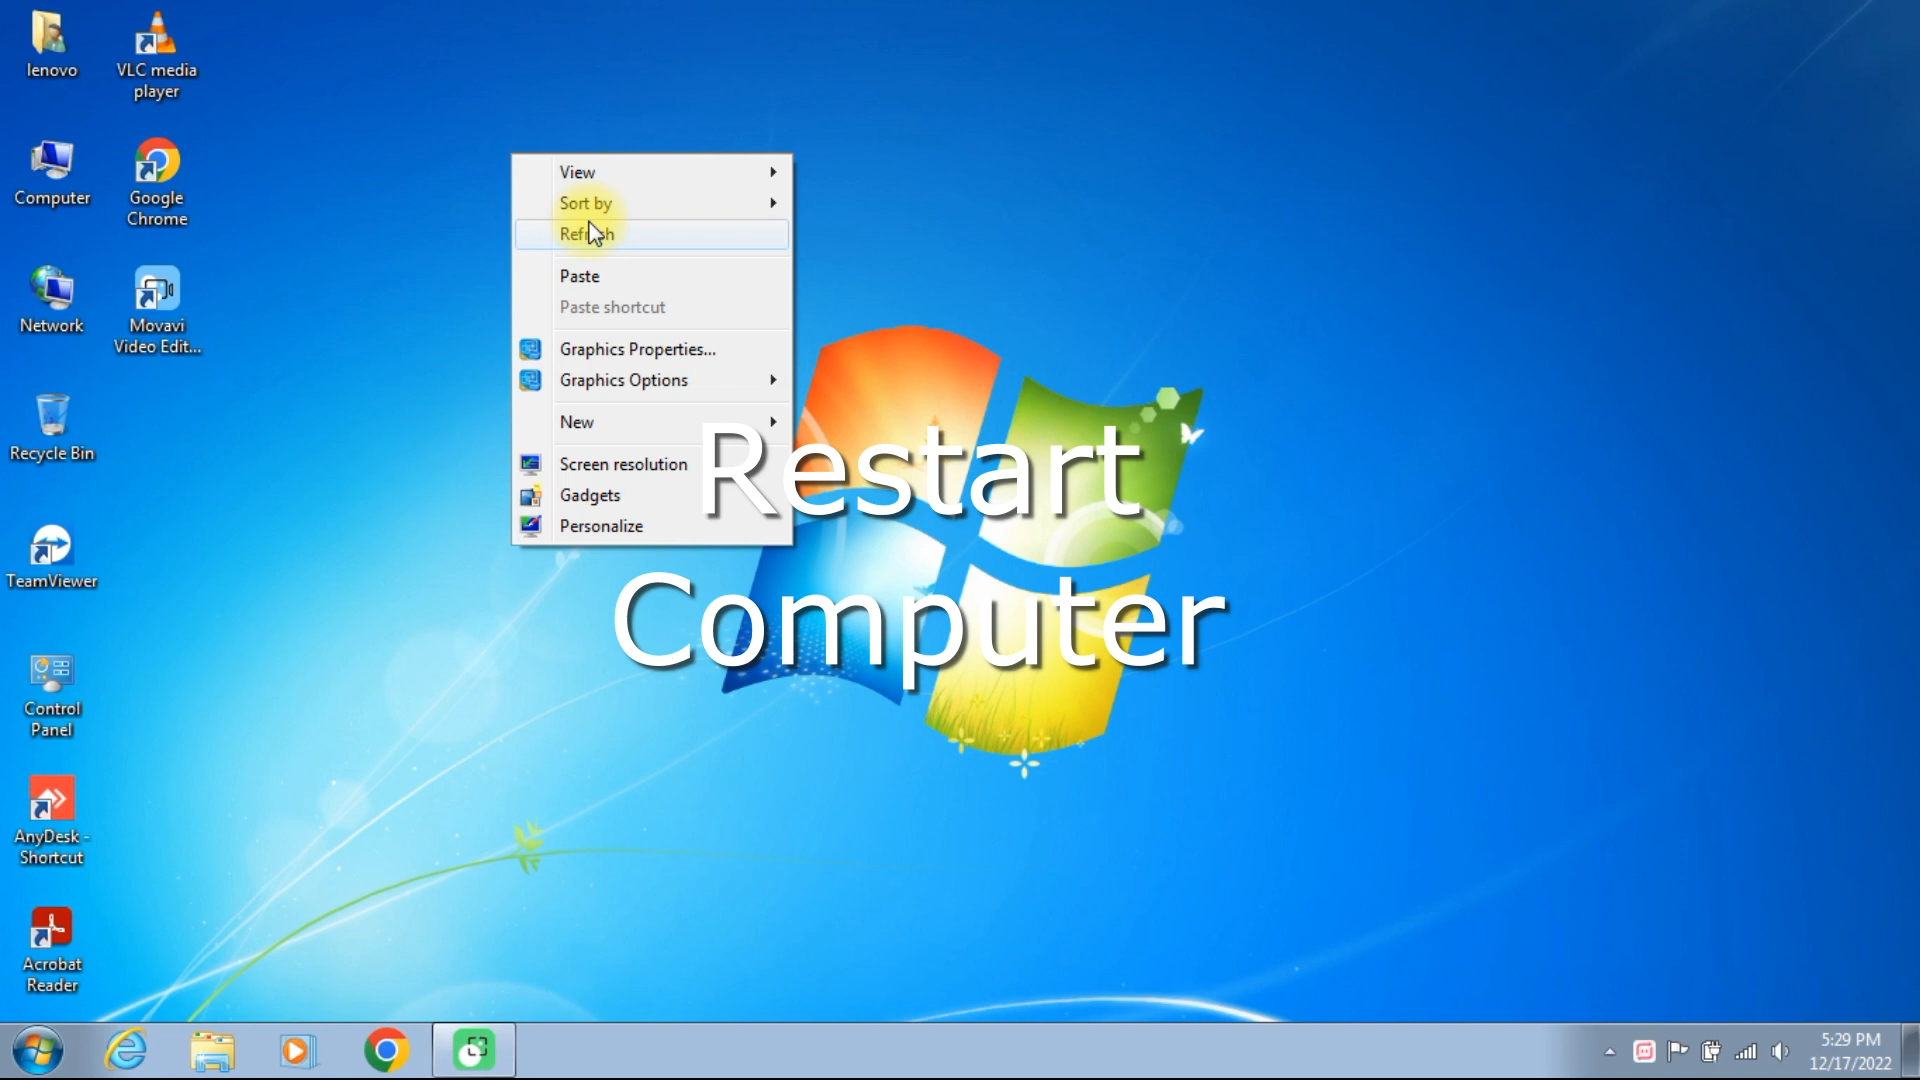 lenovo
VLC media
player
Computer
Google
Chrome
Network
Movavi
Video Edit...
Recycle Bin
TeamViewer
Control
Panel
AnyDesk -
Shortcut
Acrobat
Reader
View
Sort by
Refresh
Paste
Paste shortcut
Graphics Properties...
Graphics Options
New
Screen resolution
Gadgets
Personalize
Restart
Computer
5:29 PM
12/17/2022